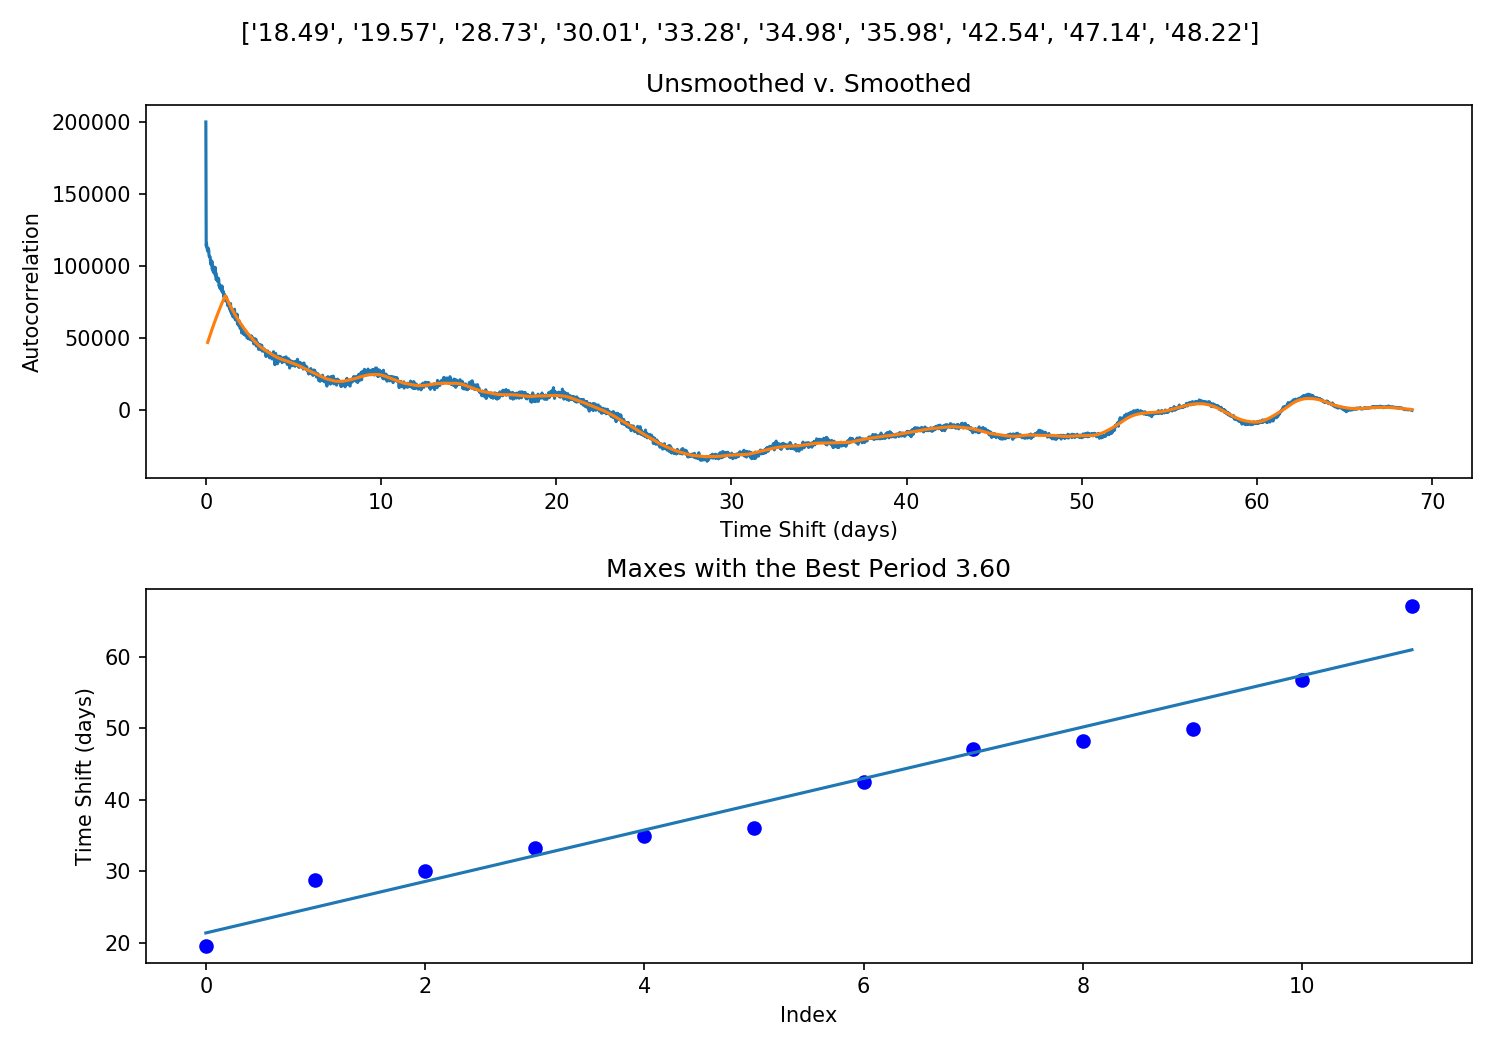 ['18.49', '19.57', '28.73', '30.01', '33.28', '34.98', '35.98', '42.54', '47.14', '48.22']
Unsmoothed v. Smoothed
200000
150000
100000
50000
0
Autocorrelation
0 10 20 30 40 50 60 70
Time Shift (days)
Maxes with the Best Period 3.60
60
50
40
30
20
Time Shift (days)
0 2 4 6 8 10
Index